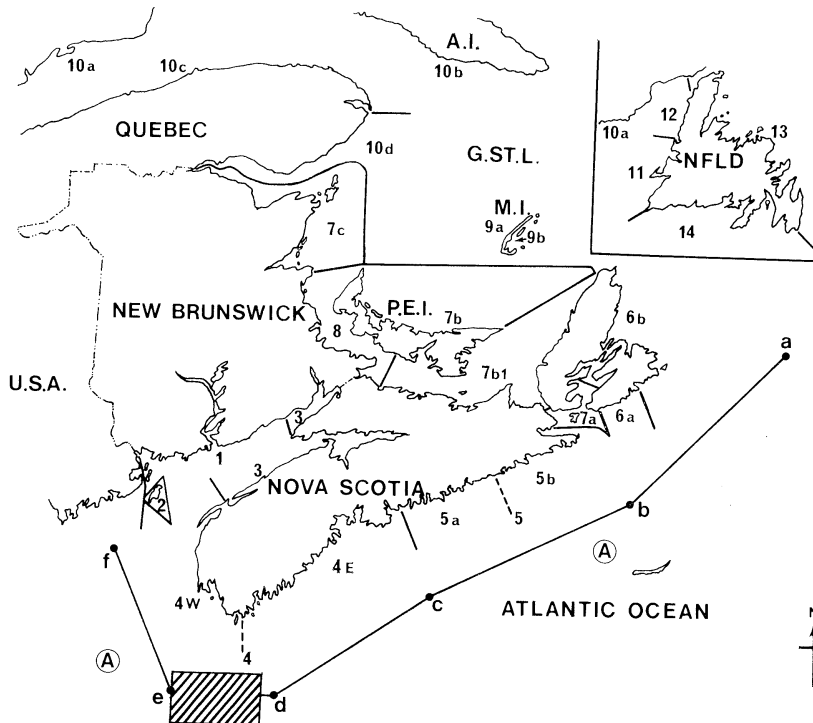 A.I.
10a
10c
10b
QUEBEC
10d
G.ST.L.
12
10a
13
NFLD
11
14
7c
M.I.
9a
9b
NEW BRUNSWICK
P.E.I.
7b
8
6b
a
U.S.A.
7b1
7a
6a
3
1
3
NOVA SCOTIA
5b
2
5a
5
b
f
A
4E
c
4W
ATLANTIC OCEAN
N
4
A
e
d